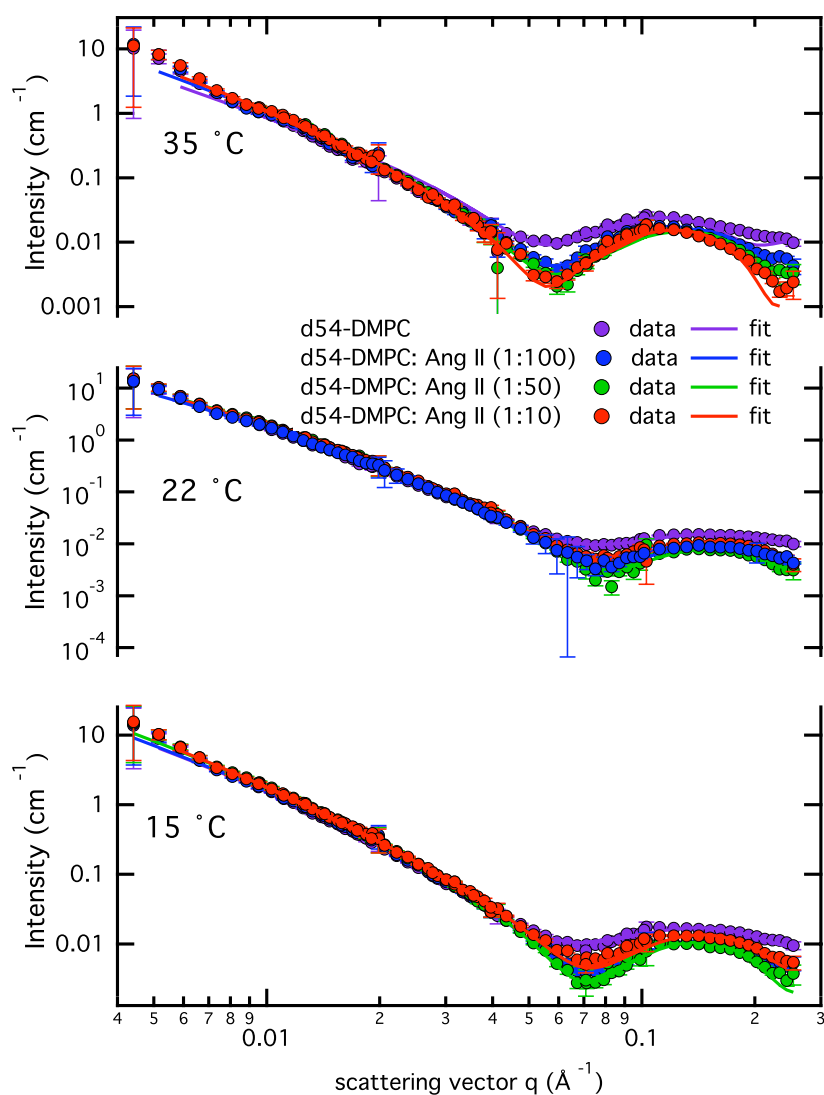 Intensity (cm⁻¹)
10
1
0.1
0.01
0.001
35 ˚C
d54-DMPC data fit
d54-DMPC: Ang II (1:100) data fit
d54-DMPC: Ang II (1:50) data fit
d54-DMPC: Ang II (1:10) data fit
Intensity (cm⁻¹)
10¹
10⁰
10⁻¹
10⁻²
10⁻³
10⁻⁴
22 ˚C
Intensity (cm⁻¹)
10
1
0.1
0.01
15 ˚C
4 5 6 7 8 9 2 3 4 5 6 7 8 9 2 3
0.01 0.1
scattering vector q (Å⁻¹)